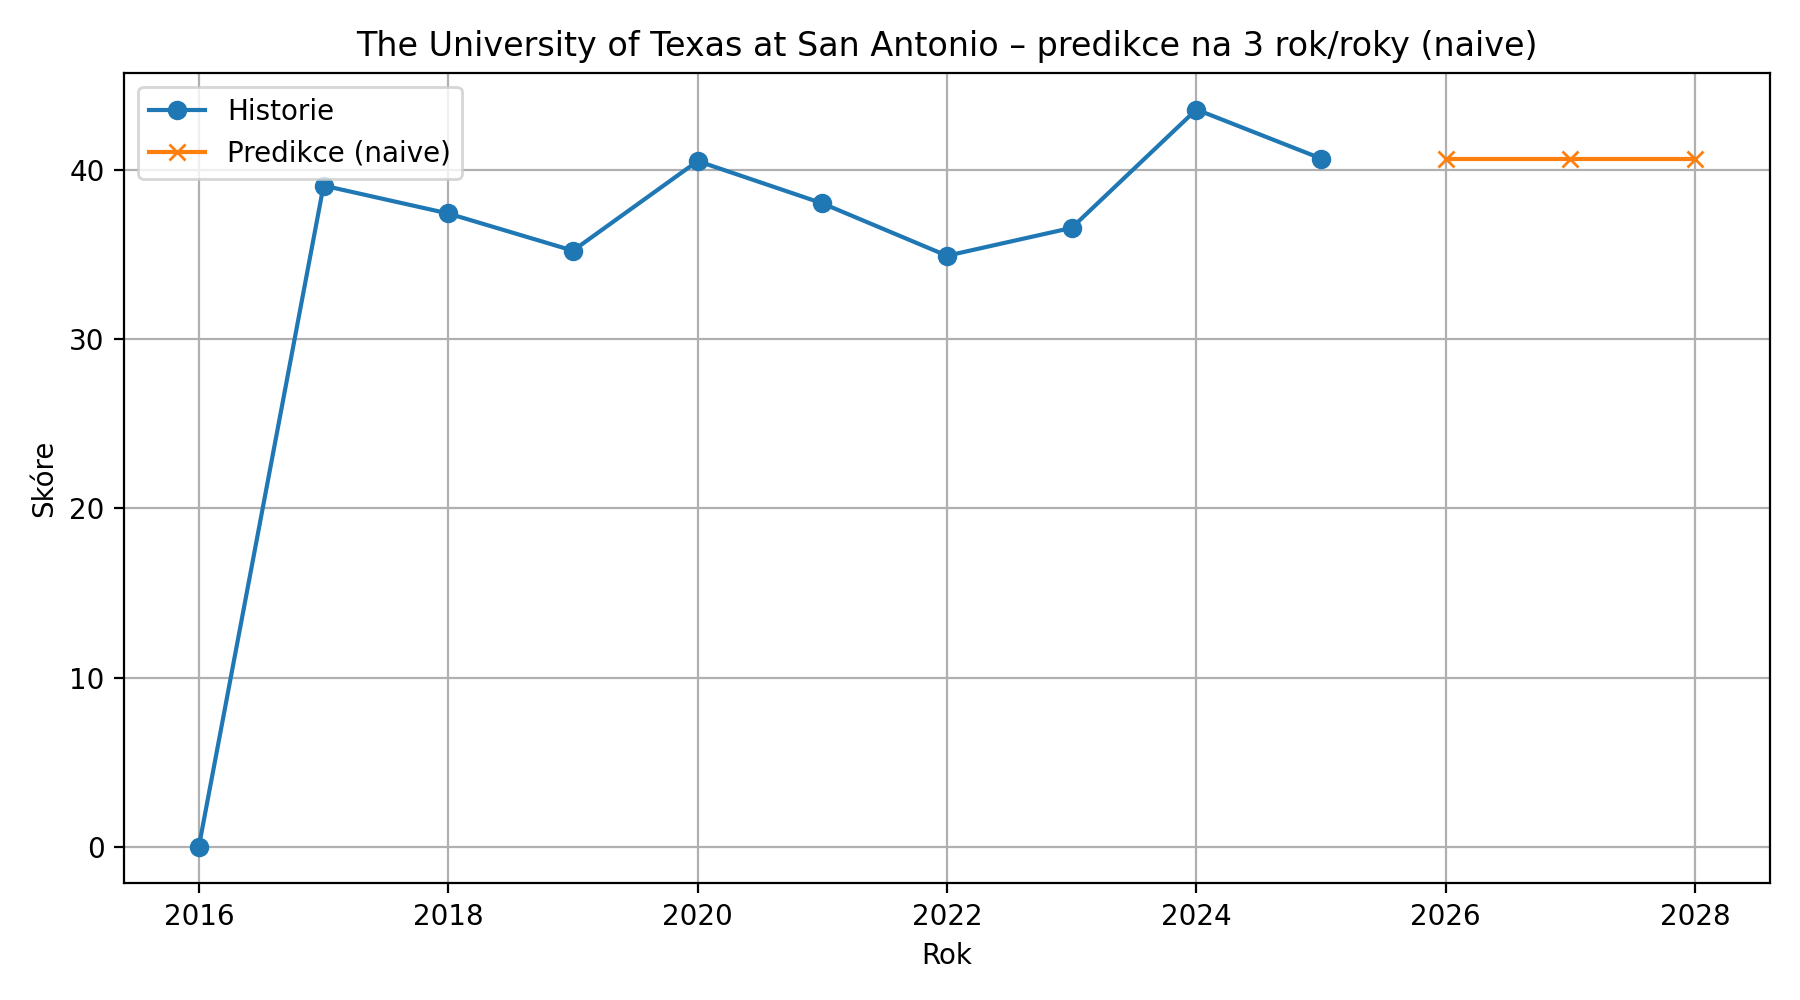 The University of Texas at San Antonio – predikce na 3 rok/roky (naive)
Historie
Predikce (naive)
Skóre
40
30
20
10
0
2016 2018 2020 2022 2024 2026 2028
Rok